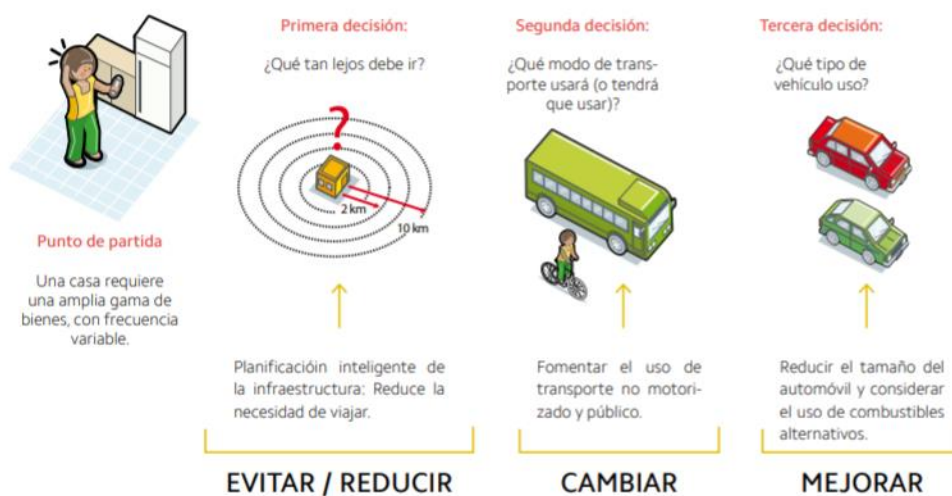 Punto de partida
Una casa requiere
una amplia gama de
bienes, con frecuencia
variable.
Primera decisión:
¿Qué tan lejos debe ir?
?
2 km
10 km
Planificacióin inteligente de
la infraestructura: Reduce la
necesidad de viajar.
EVITAR / REDUCIR
Segunda decisión:
¿Qué modo de trans-
porte usará (o tendrá
que usar)?
Fomentar el uso de
transporte no motori-
zado y público.
CAMBIAR
Tercera decisión:
¿Qué tipo de
vehículo uso?
Reducir el tamaño del
automóvil y considerar
el uso de combustibles
alternativos.
MEJORAR